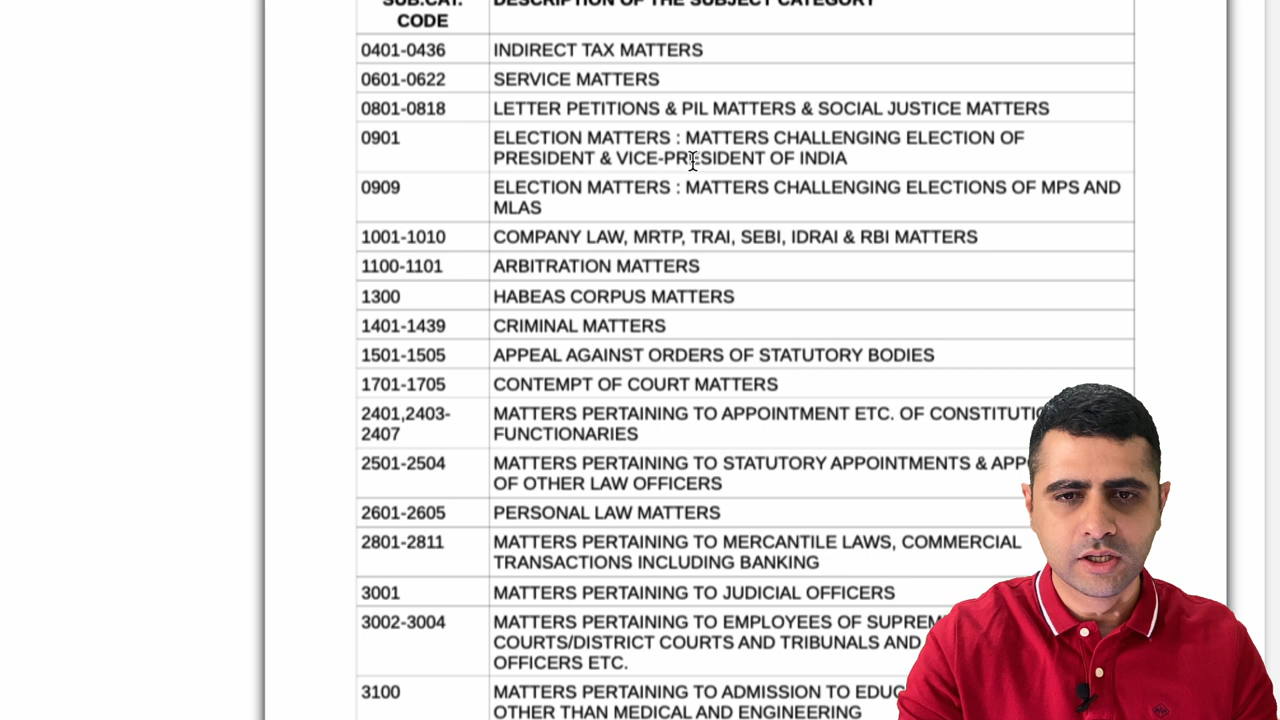 SUB.CAT. DESCRIPTION OF THE SUBJECT CATEGORY
CODE
0401-0436 INDIRECT TAX MATTERS
0601-0622 SERVICE MATTERS
0801-0818 LETTER PETITIONS & PIL MATTERS & SOCIAL JUSTICE MATTERS
0901 ELECTION MATTERS : MATTERS CHALLENGING ELECTION OF
PRESIDENT & VICE-PRESIDENT OF INDIA
0909 ELECTION MATTERS : MATTERS CHALLENGING ELECTIONS OF MPS AND
MLAS
1001-1010 COMPANY LAW, MRTP, TRAI, SEBI, IDRAI & RBI MATTERS
1100-1101 ARBITRATION MATTERS
1300 HABEAS CORPUS MATTERS
1401-1439 CRIMINAL MATTERS
1501-1505 APPEAL AGAINST ORDERS OF STATUTORY BODIES
1701-1705 CONTEMPT OF COURT MATTERS
2401,2403- MATTERS PERTAINING TO APPOINTMENT ETC. OF
2407 FUNCTIONARIES
2501-2504 MATTERS PERTAINING TO STATUTORY APPOINTMENTS &
OF OTHER LAW OFFICERS
2601-2605 PERSONAL LAW MATTERS
2801-2811 MATTERS PERTAINING TO MERCANTILE LAWS, COMMERCIAL
TRANSACTIONS INCLUDING BANKING
3001 MATTERS PERTAINING TO JUDICIAL OFFICERS
3002-3004 MATTERS PERTAINING TO EMPLOYEES OF
COURTS/DISTRICT COURTS AND TRIBUNALS AND
OFFICERS ETC.
3100 MATTERS PERTAINING TO ADMISSION TO
OTHER THAN MEDICAL AND ENGINEERING